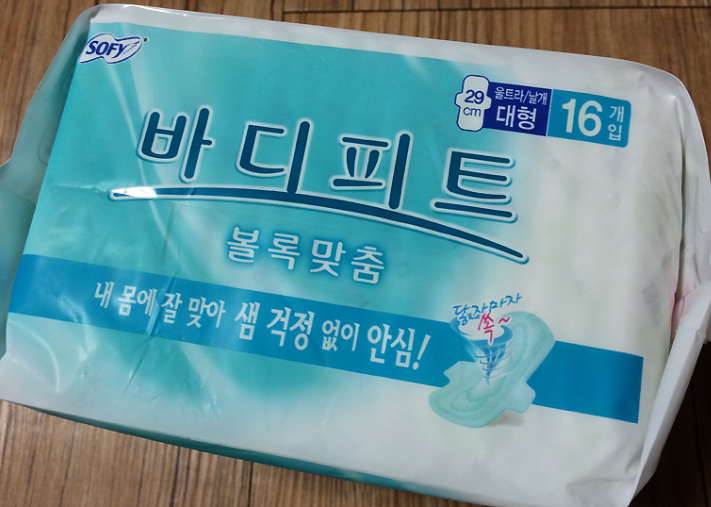 SOFY
29 cm
울트라/날개
대형
16 개입
바디피트
볼록맞춤
내 몸에 잘 맞아 샘 걱정 없이 안심!
닿자마자
쏙~